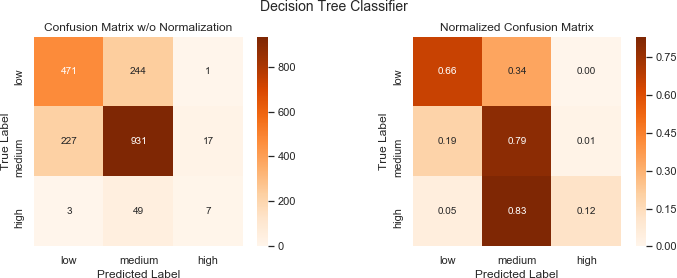 Decision Tree Classifier
Confusion Matrix w/o Normalization
True Label
low
medium
high
471 244 1
227 931 17
3 49 7
low medium high
Predicted Label
800
600
400
200
0
Normalized Confusion Matrix
True Label
low
medium
high
0.66 0.34 0.00
0.19 0.79 0.01
0.05 0.83 0.12
low medium high
Predicted Label
0.75
0.60
0.45
0.30
0.15
0.00